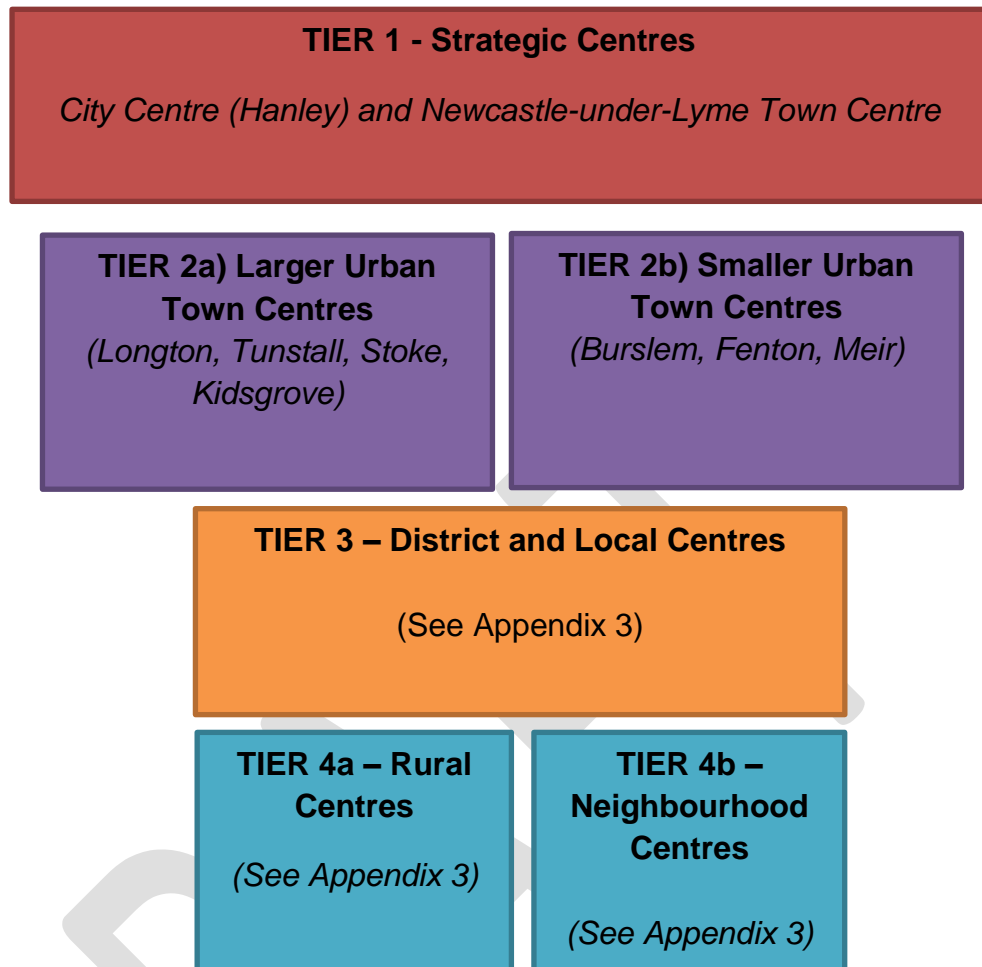 TIER 1 - Strategic Centres
City Centre (Hanley) and Newcastle-under-Lyme Town Centre
TIER 2a) Larger Urban
Town Centres
(Longton, Tunstall, Stoke,
Kidsgrove)
TIER 2b) Smaller Urban
Town Centres
(Burslem, Fenton, Meir)
TIER 3 – District and Local Centres
(See Appendix 3)
TIER 4a – Rural
Centres
(See Appendix 3)
TIER 4b –
Neighbourhood
Centres
(See Appendix 3)